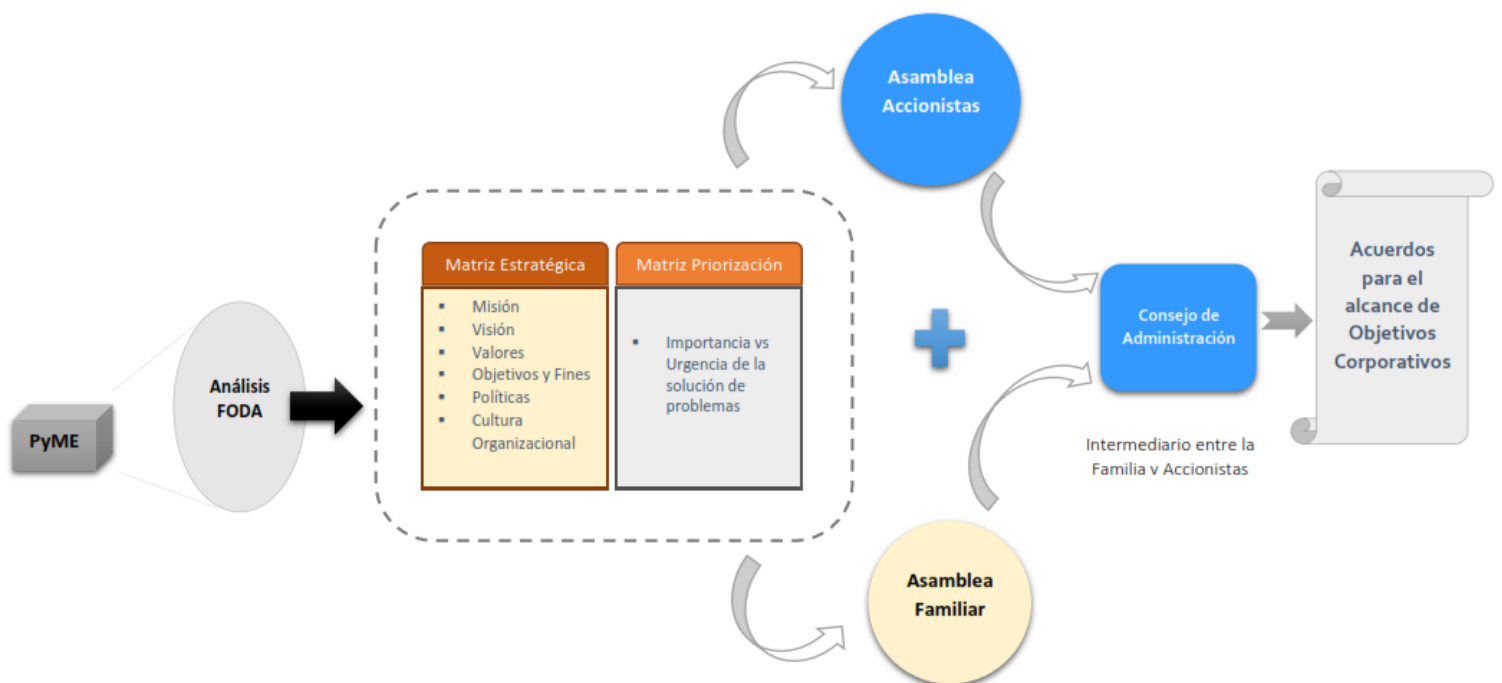 PyME
Análisis
FODA
Matriz Estratégica
▪ Misión
▪ Visión
▪ Valores
▪ Objetivos y Fines
▪ Políticas
▪ Cultura
Organizacional
Matriz Priorización
▪ Importancia vs
Urgencia de la
solución de
problemas
Asamblea
Accionistas
Asamblea
Familiar
Consejo de
Administración
Intermediario entre la
Familia y Accionistas
Acuerdos
para el
alcance de
Objetivos
Corporativos